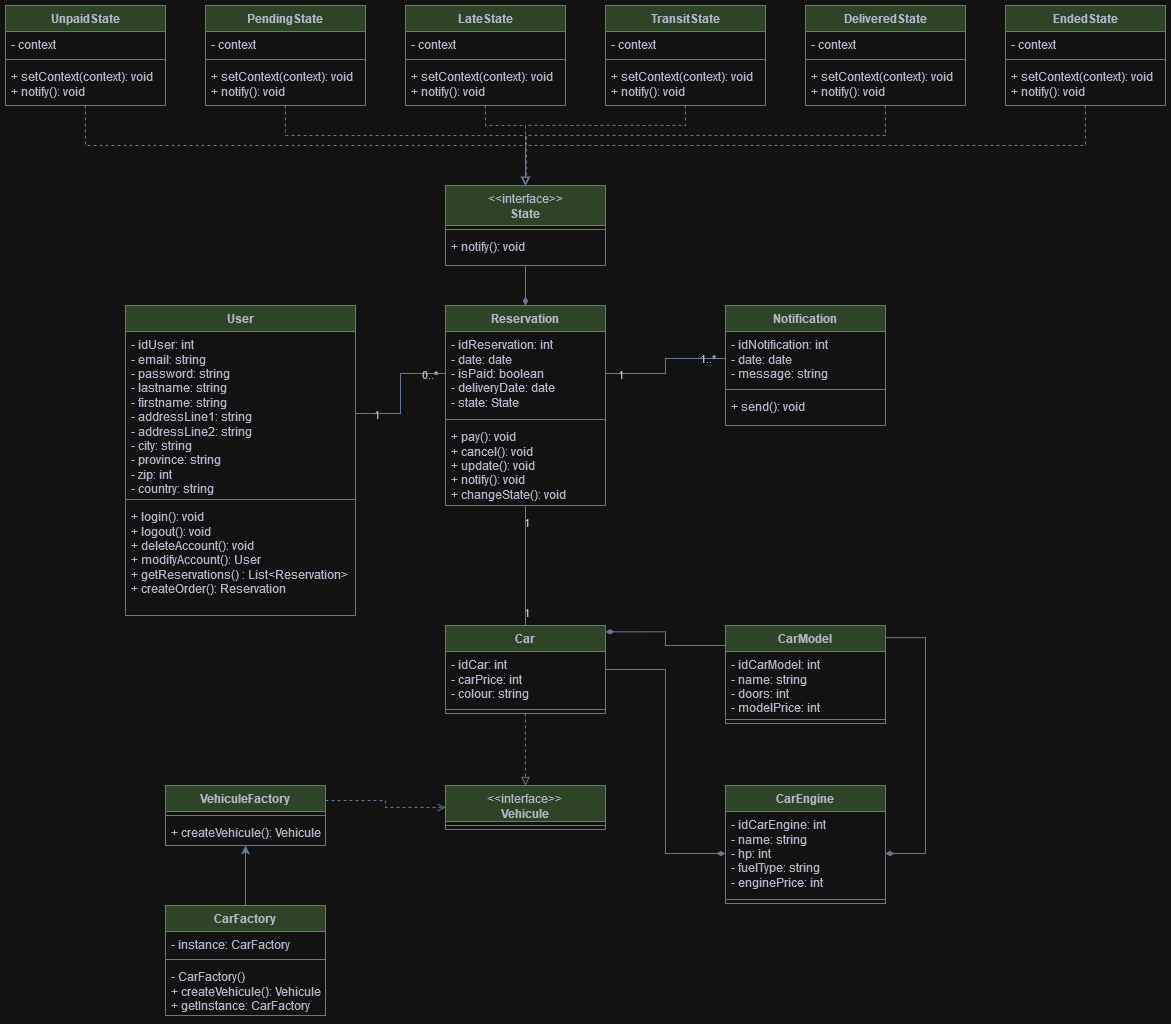 UnpaidState
- context
+ setContext(context): void
+ notify(): void
PendingState
- context
+ setContext(context): void
+ notify(): void
LateState
- context
+ setContext(context): void
+ notify(): void
TransitState
- context
+ setContext(context): void
+ notify(): void
DeliveredState
- context
+ setContext(context): void
+ notify(): void
EndedState
- context
+ setContext(context): void
+ notify(): void
<<interface>>
State
+ notify(): void
User
- idUser: int
- email: string
- password: string
- lastname: string
- firstname: string
- addressLine1: string
- addressLine2: string
- city: string
- province: string
- zip: int
- country: string
+ login(): void
+ logout(): void
+ deleteAccount(): void
+ modifyAccount(): User
+ getReservations() : List<Reservation>
+ createOrder(): Reservation
1
0..*
Reservation
- idReservation: int
- date: date
- isPaid: boolean
- deliveryDate: date
- state: State
+ pay(): void
+ cancel(): void
+ update(): void
+ notify(): void
+ changeState(): void
1
1..*
Notification
- idNotification: int
- date: date
- message: string
+ send(): void
1
1
Car
- idCar: int
- carPrice: int
- colour: string
CarModel
- idCarModel: int
- name: string
- doors: int
- modelPrice: int
VehiculeFactory
+ createVehicule(): Vehicule
<<interface>>
Vehicule
CarEngine
- idCarEngine: int
- name: string
- hp: int
- fuelType: string
- enginePrice: int
CarFactory
- instance: CarFactory
- CarFactory()
+ createVehicule(): Vehicule
+ getInstance: CarFactory